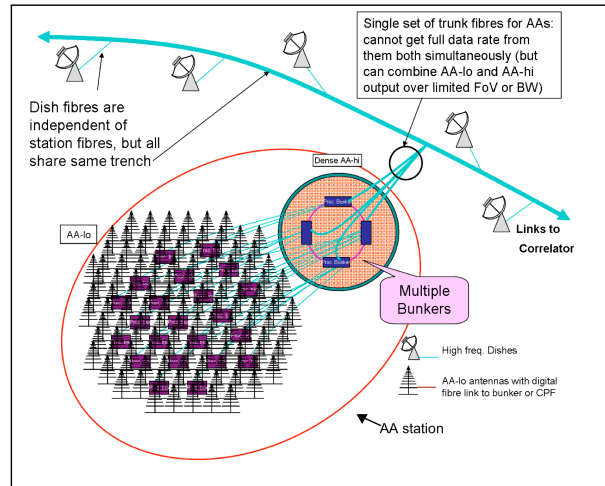 Single set of trunk fibres for AAs:
cannot get full data rate from
them both simultaneously (but
can combine AA-lo and AA-hi
output over limited FoV or BW)
Dish fibres are
independent of
station fibres, but all
share same trench
Dense AA-hi
AA-lo
Proc. Bunker
Proc. Bunker
Links to
Correlator
Multiple
Bunkers
High freq. Dishes
AA-lo antennas with digital
fibre link to bunker or CPF
AA station